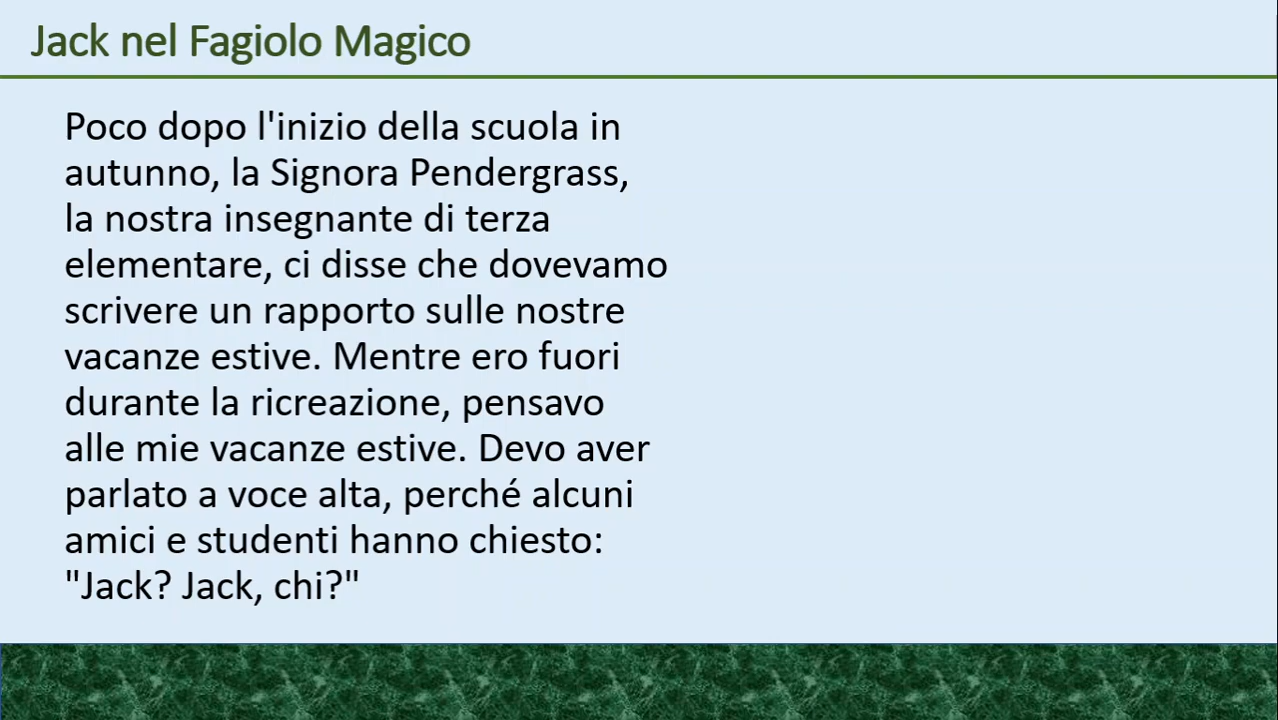 Jack nel Fagiolo Magico
Poco dopo l'inizio della scuola in
autunno, la Signora Pendergrass,
la nostra insegnante di terza
elementare, ci disse che dovevamo
scrivere un rapporto sulle nostre
vacanze estive. Mentre ero fuori
durante la ricreazione, pensavo
alle mie vacanze estive. Devo aver
parlato a voce alta, perché alcuni
amici e studenti hanno chiesto:
"Jack? Jack, chi?"